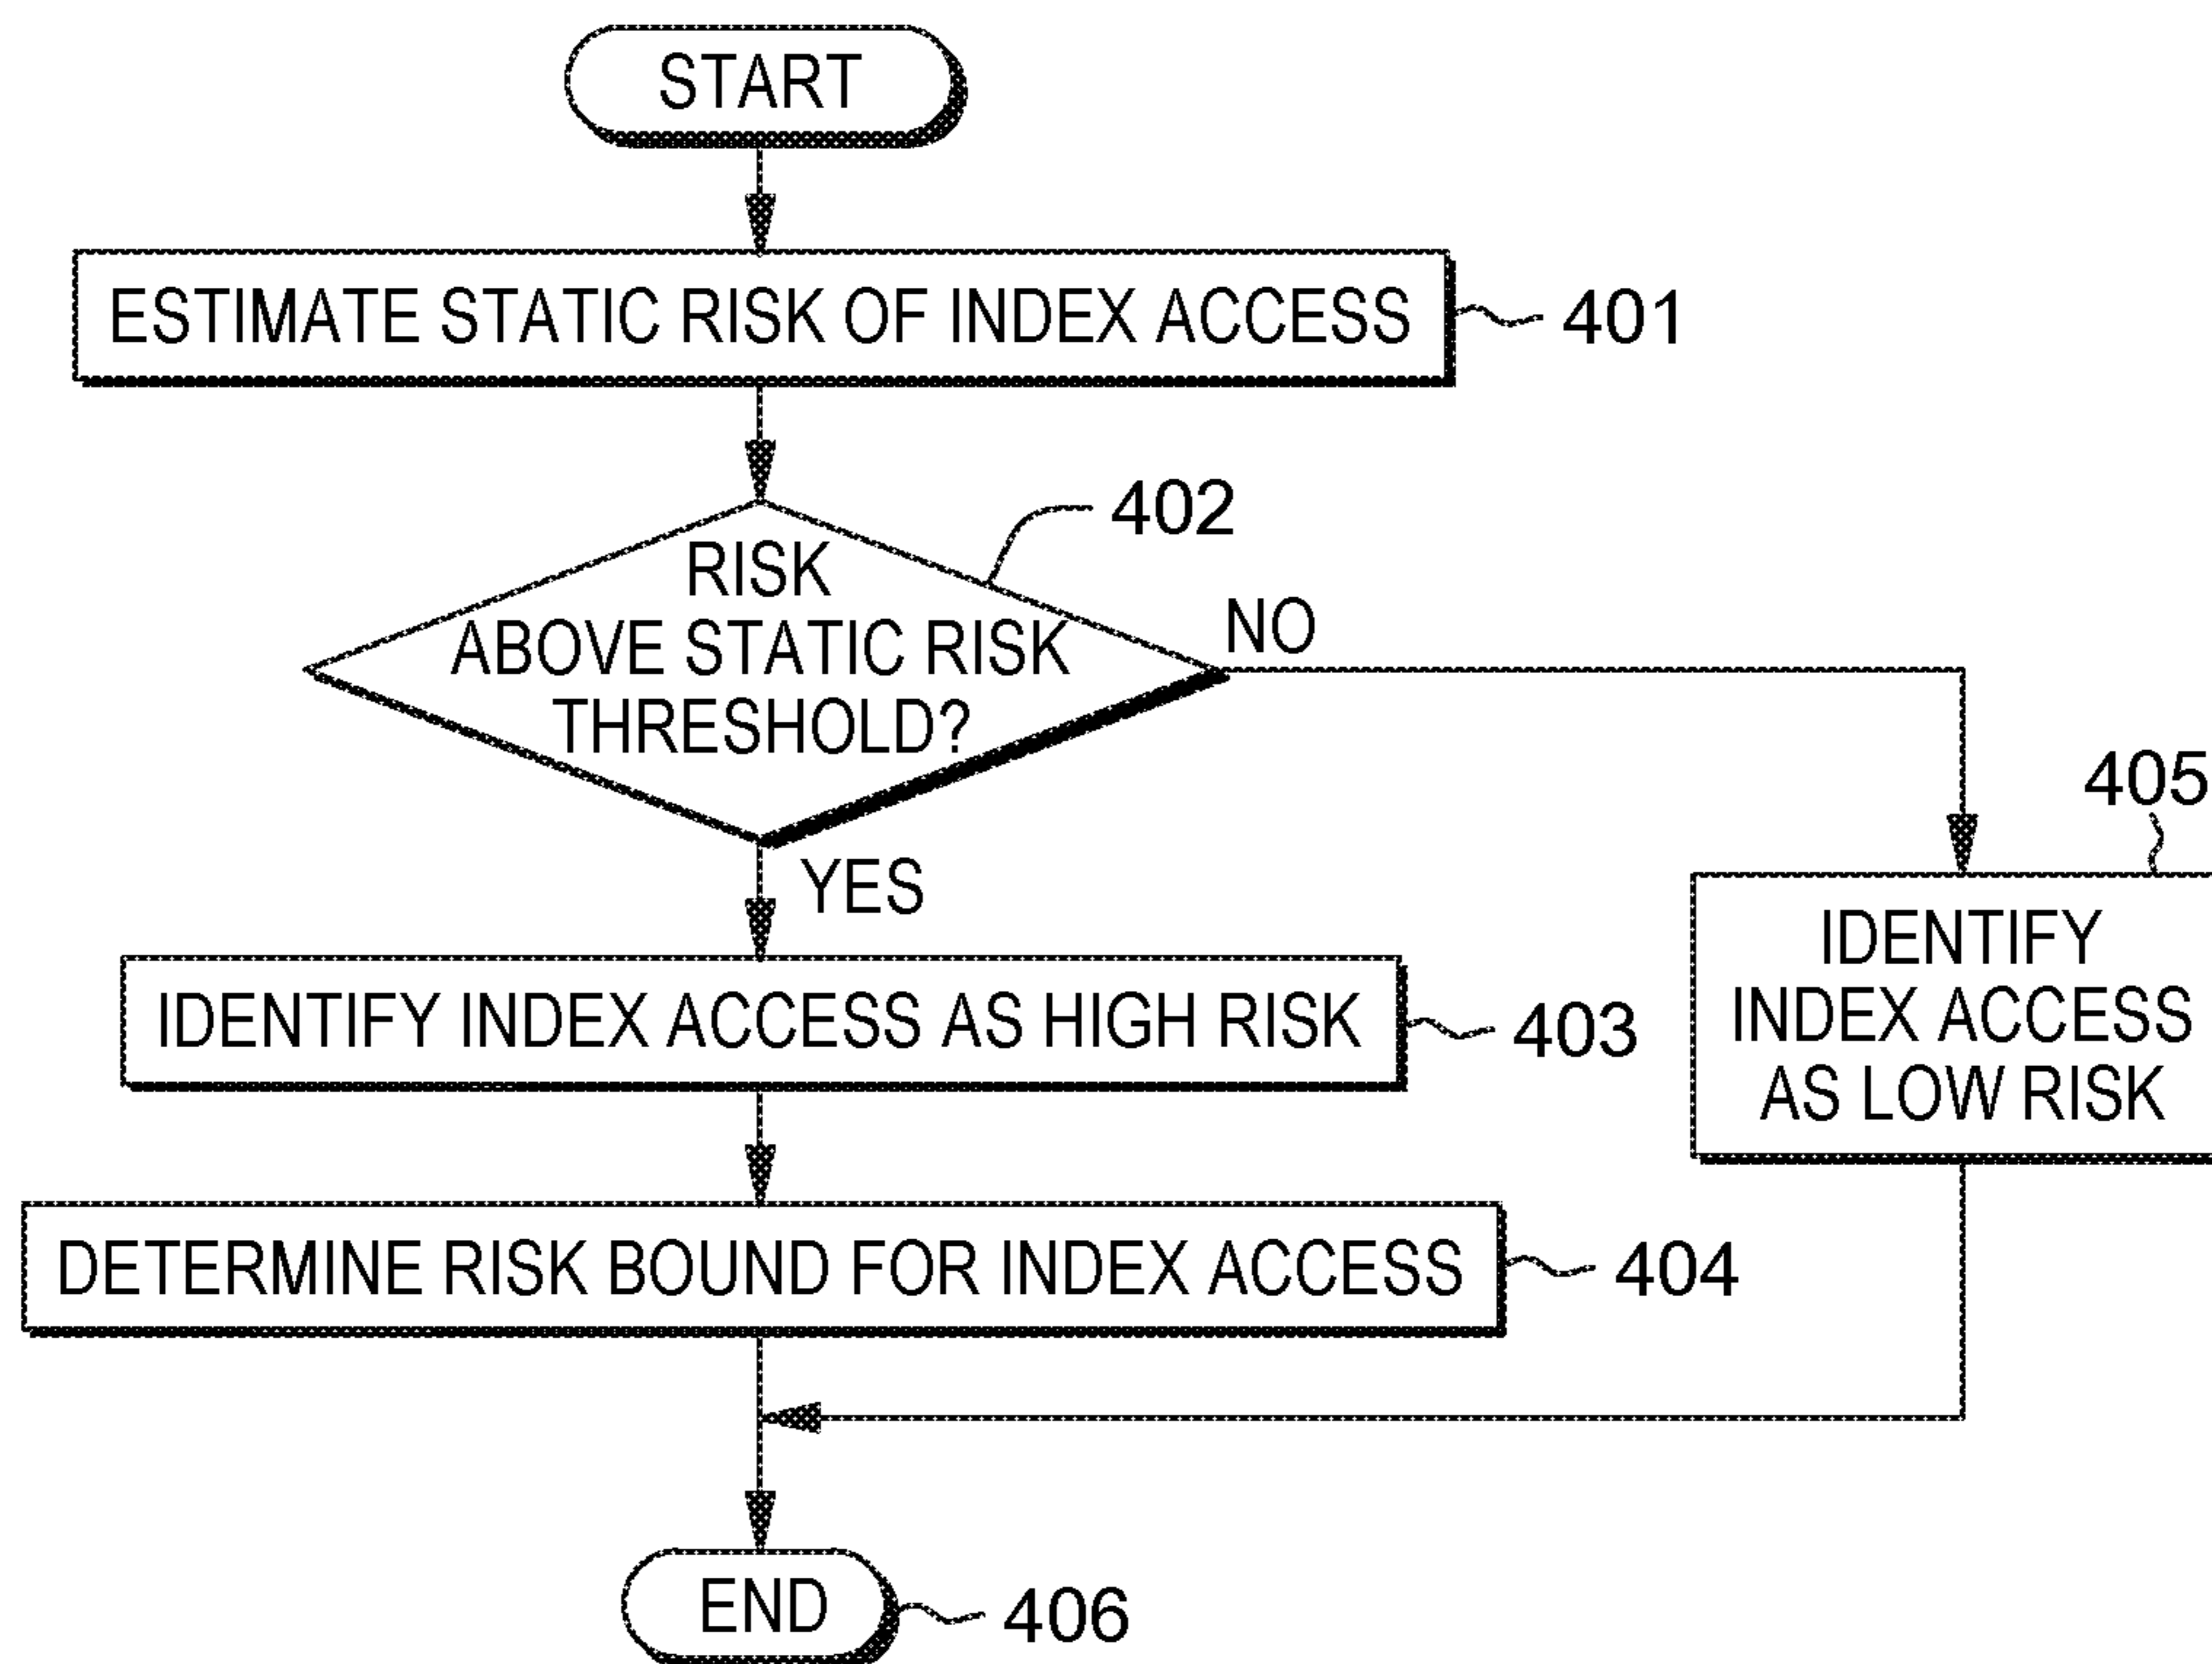 START
ESTIMATE STATIC RISK OF INDEX ACCESS
401
402
RISK
ABOVE STATIC RISK
THRESHOLD?
NO
YES
405
IDENTIFY
INDEX ACCESS
AS LOW RISK
IDENTIFY INDEX ACCESS AS HIGH RISK
403
DETERMINE RISK BOUND FOR INDEX ACCESS
404
END
406